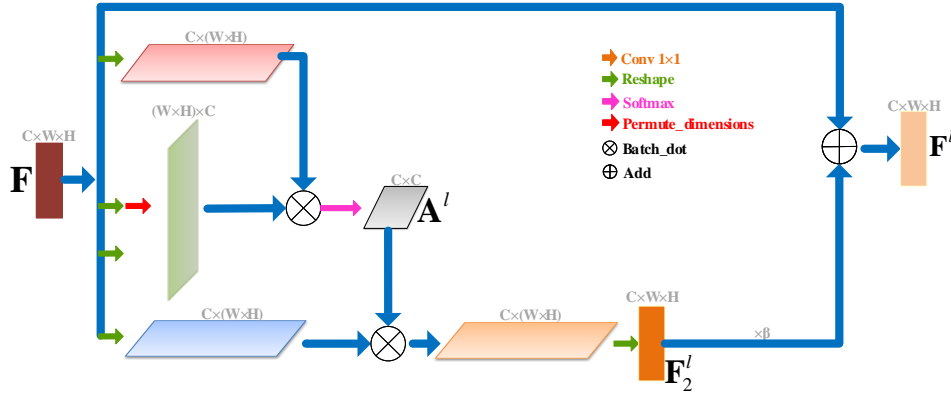 C×(W×H)
(W×H)×C
C×W×H
F
C×(W×H)
C×C
A^l
C×(W×H)
C×W×H
F_2^l
×β
Conv 1×1
Reshape
Softmax
Permute_dimensions
Batch_dot
Add
C×W×H
F^l